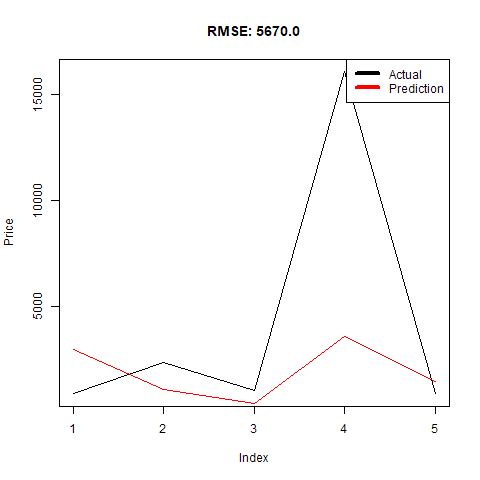 RMSE: 5670.0
Actual
Prediction
Price
15000
10000
5000
1 2 3 4 5
Index